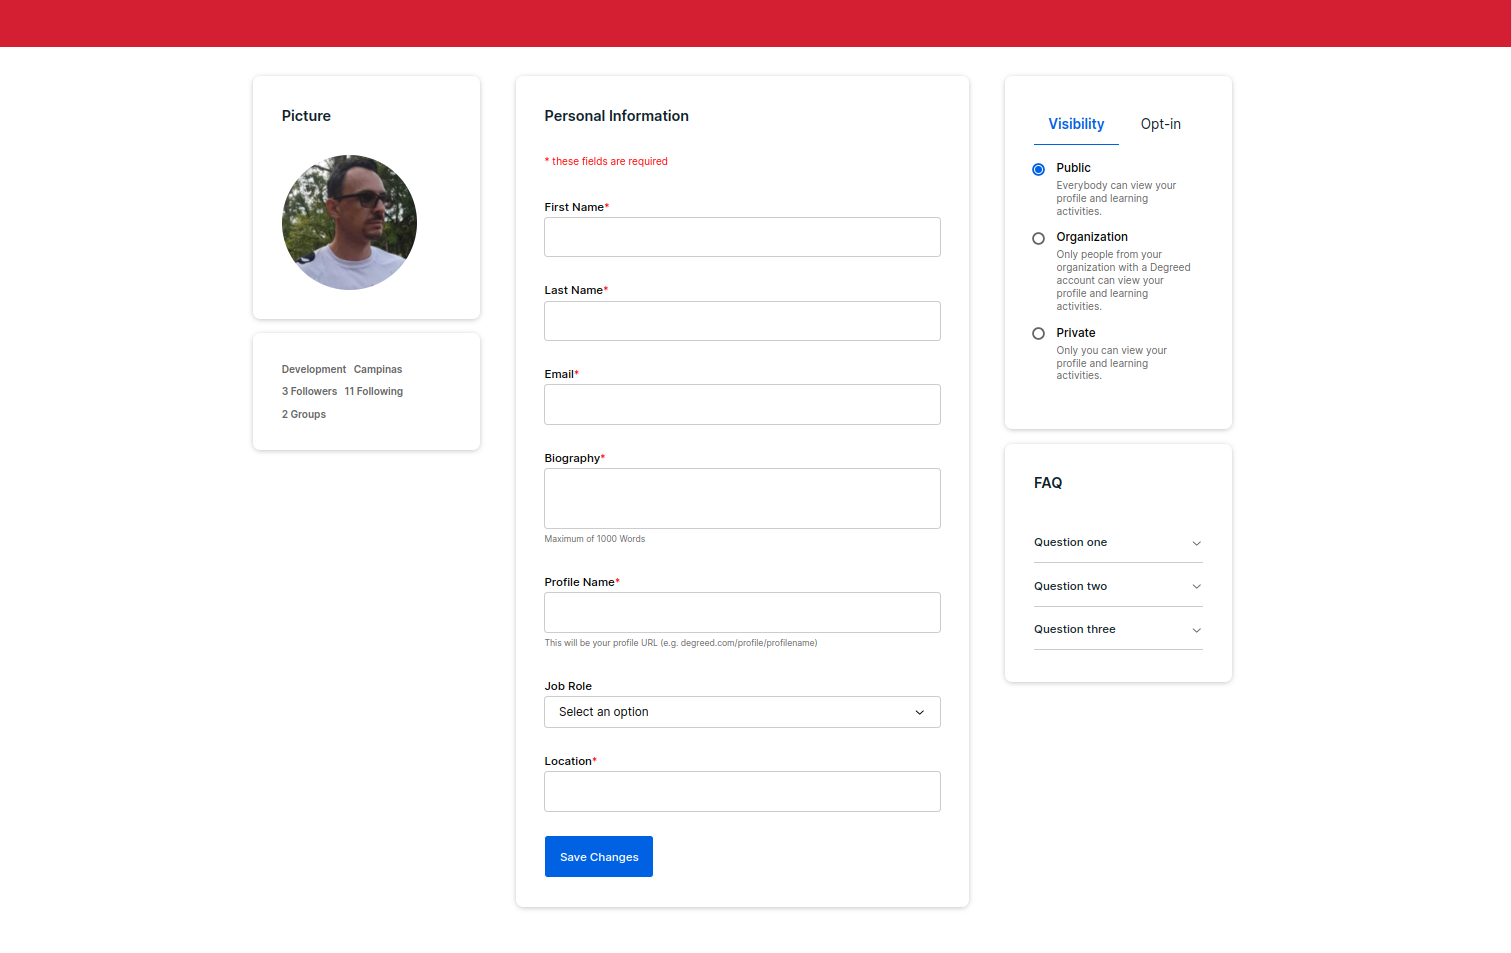 Picture
Development Campinas
3 Followers 11 Following
2 Groups
Personal Information
* these fields are required
First Name*
Last Name*
Email*
Biography*
Maximum of 1000 Words
Profile Name*
This will be your profile URL (e.g. degreed.com/profile/profilename)
Job Role
Select an option
Location*
Save Changes
Visibility Opt-in
Public
Everybody can view your
profile and learning
activities.
Organization
Only people from your
organization with a Degreed
account can view your
profile and learning
activities.
Private
Only you can view your
profile and learning
activities.
FAQ
Question one
Question two
Question three